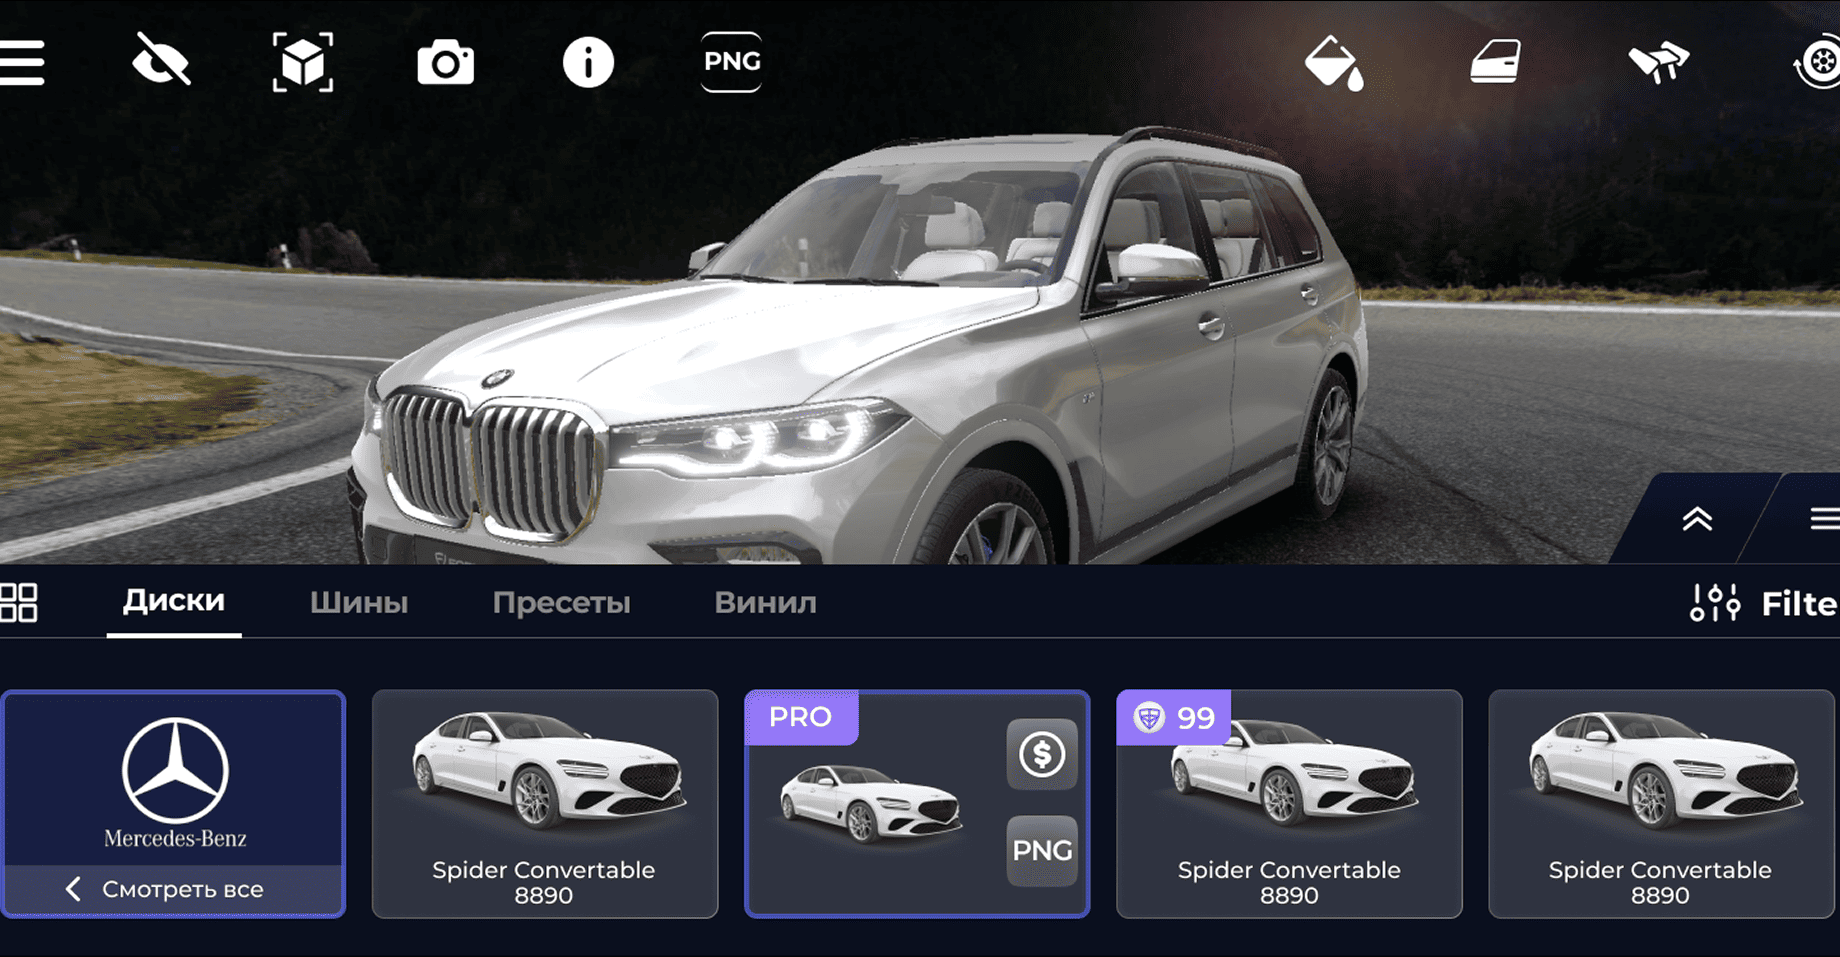 PNG
Диски
Шины
Пресеты
Винил
Filte
Mercedes-Benz
Смотреть все
Spider Convertable
8890
PRO
PNG
99
Spider Convertable
8890
Spider Convertable
8890